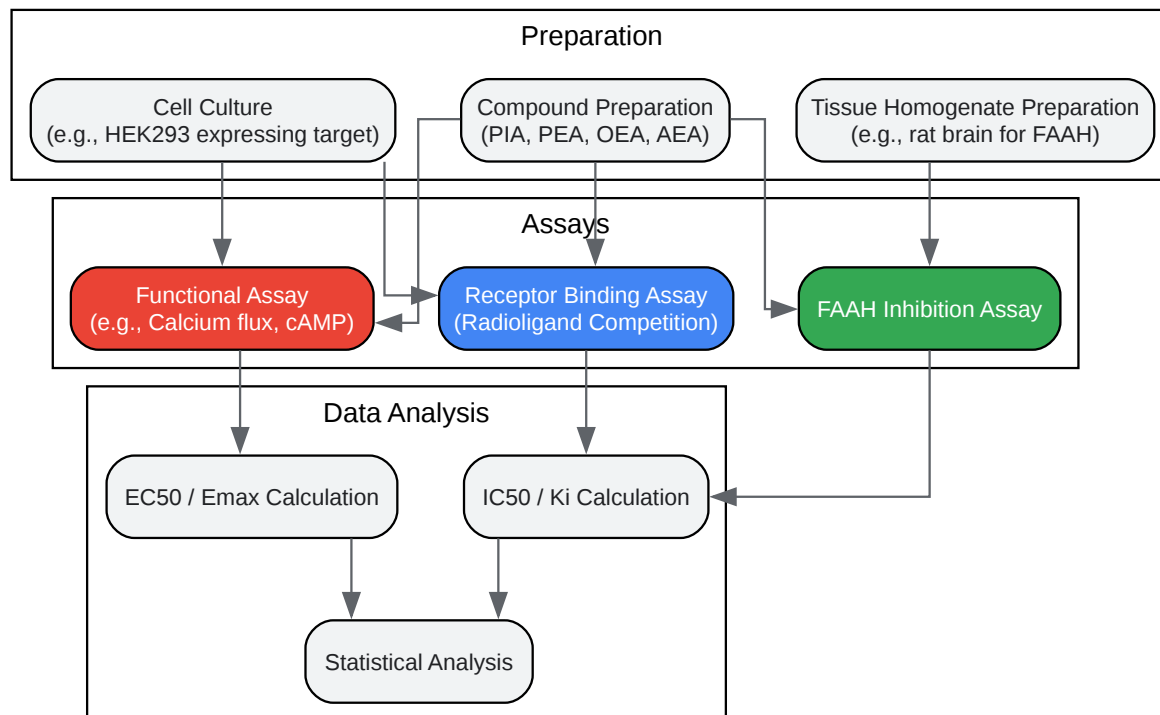 Preparation
Cell Culture
(e.g., HEK293 expressing target)
Compound Preparation
(PIA, PEA, OEA, AEA)
Tissue Homogenate Preparation
(e.g., rat brain for FAAH)
Assays
Functional Assay
(e.g., Calcium flux, cAMP)
Receptor Binding Assay
(Radioligand Competition)
FAAH Inhibition Assay
Data Analysis
EC50 / Emax Calculation
IC50 / Ki Calculation
Statistical Analysis